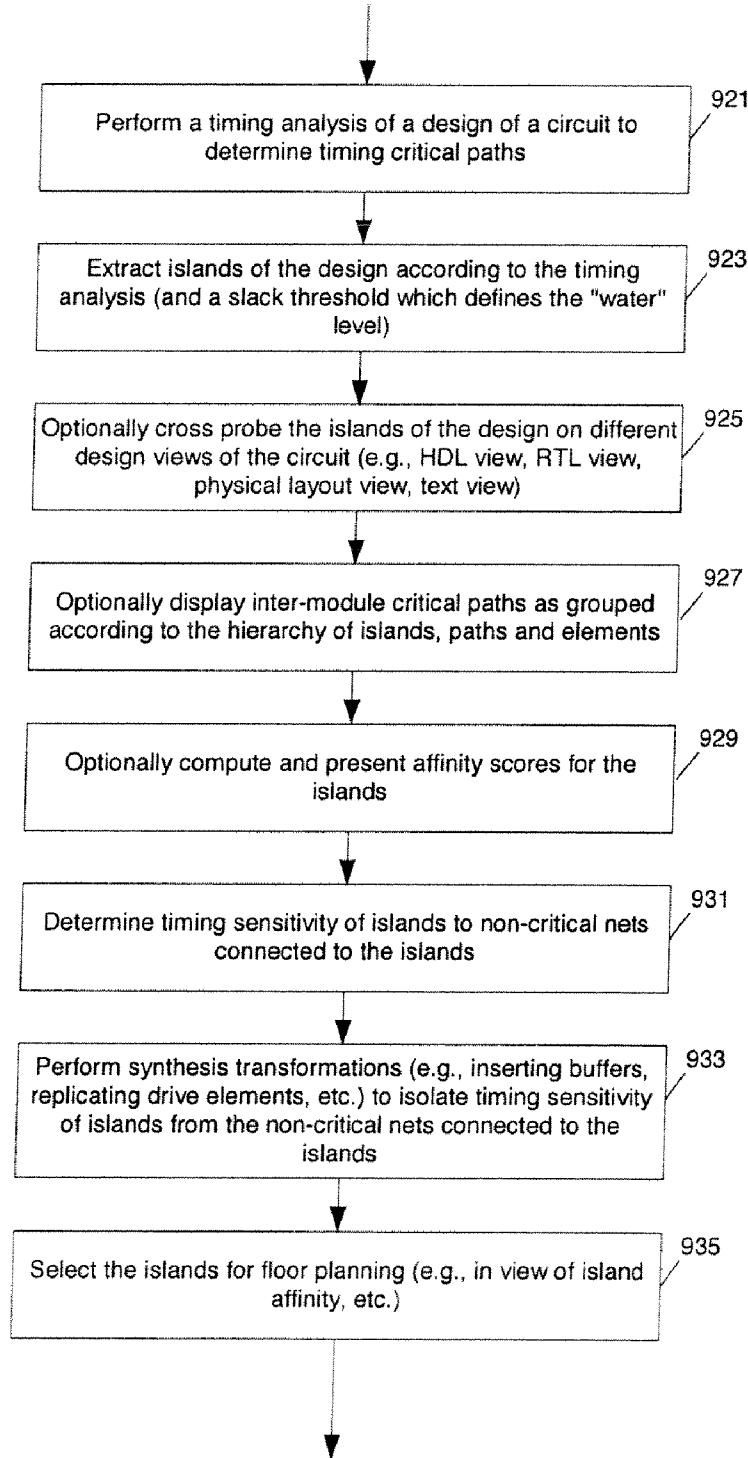 921
Perform a timing analysis of a design of a circuit to
determine timing critical paths
923
Extract islands of the design according to the timing
analysis (and a slack threshold which defines the "water"
level)
925
Optionally cross probe the islands of the design on different
design views of the circuit (e.g., HDL view, RTL view,
physical layout view, text view)
927
Optionally display inter-module critical paths as grouped
according to the hierarchy of islands, paths and elements
929
Optionally compute and present affinity scores for the
islands
931
Determine timing sensitivity of islands to non-critical nets
connected to the islands
933
Perform synthesis transformations (e.g., inserting buffers,
replicating drive elements, etc.) to isolate timing sensitivity
of islands from the non-critical nets connected to the
islands
935
Select the islands for floor planning (e.g., in view of island
affinity, etc.)